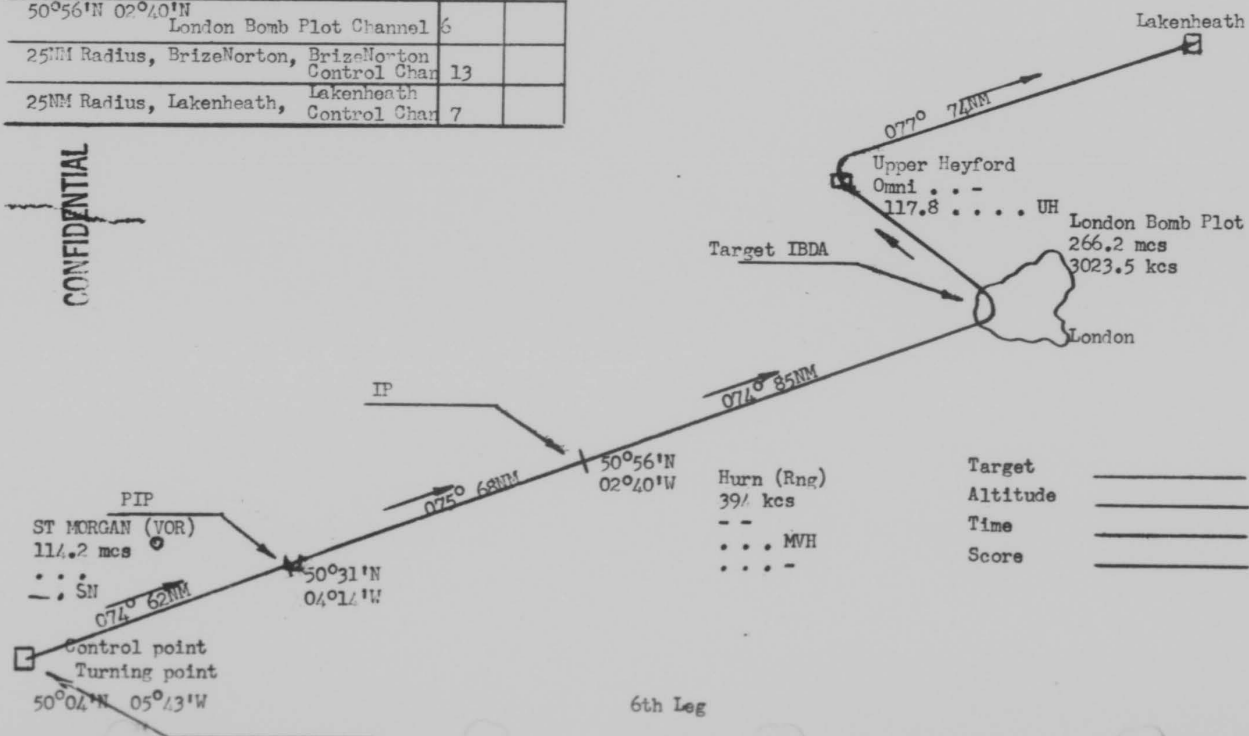 50°56'N 02°40'N
London Bomb Plot Channel 6
25NM Radius, BrizeNorton, BrizeNorton
Control Chan 13
25NM Radius, Lakenheath, Lakenheath
Control Chan 7
CONFIDENTIAL
Lakenheath
077° 74NM
Upper Heyford
Omni . . -
117.8 . . . . UH
London Bomb Plot
266.2 mcs
3023.5 kcs
Target IBDA
London
074° 85NM
IP
50°56'N
02°40'W
075° 68NM
Hurn (Rng)
394 kcs
- -
. . . MVH
. . . -
Target
Altitude
Time
Score
PIP
ST MORGAN (VOR)
114.2 mcs
. . .
- . SN
50°31'N
04°14'W
074° 62NM
Control point
Turning point
50°04'N 05°43'W
6th Leg